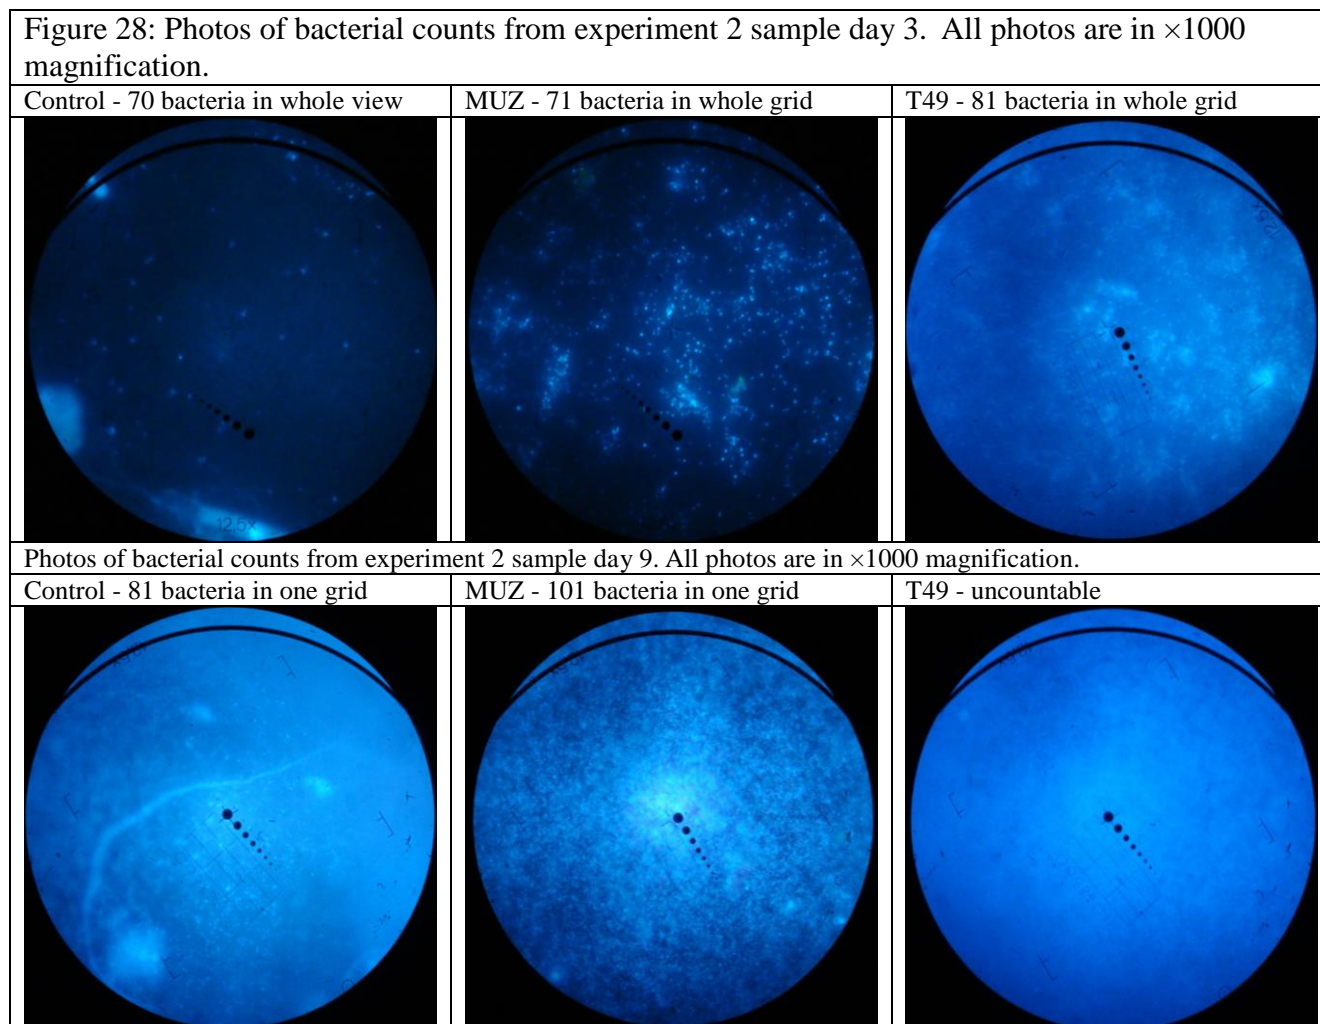 Figure 28: Photos of bacterial counts from experiment 2 sample day 3.  All photos are in ×1000
magnification.
Control - 70 bacteria in whole view
MUZ - 71 bacteria in whole grid
T49 - 81 bacteria in whole grid
12.5x
12.5x
Photos of bacterial counts from experiment 2 sample day 9. All photos are in ×1000 magnification.
Control - 81 bacteria in one grid
MUZ - 101 bacteria in one grid
T49 - uncountable